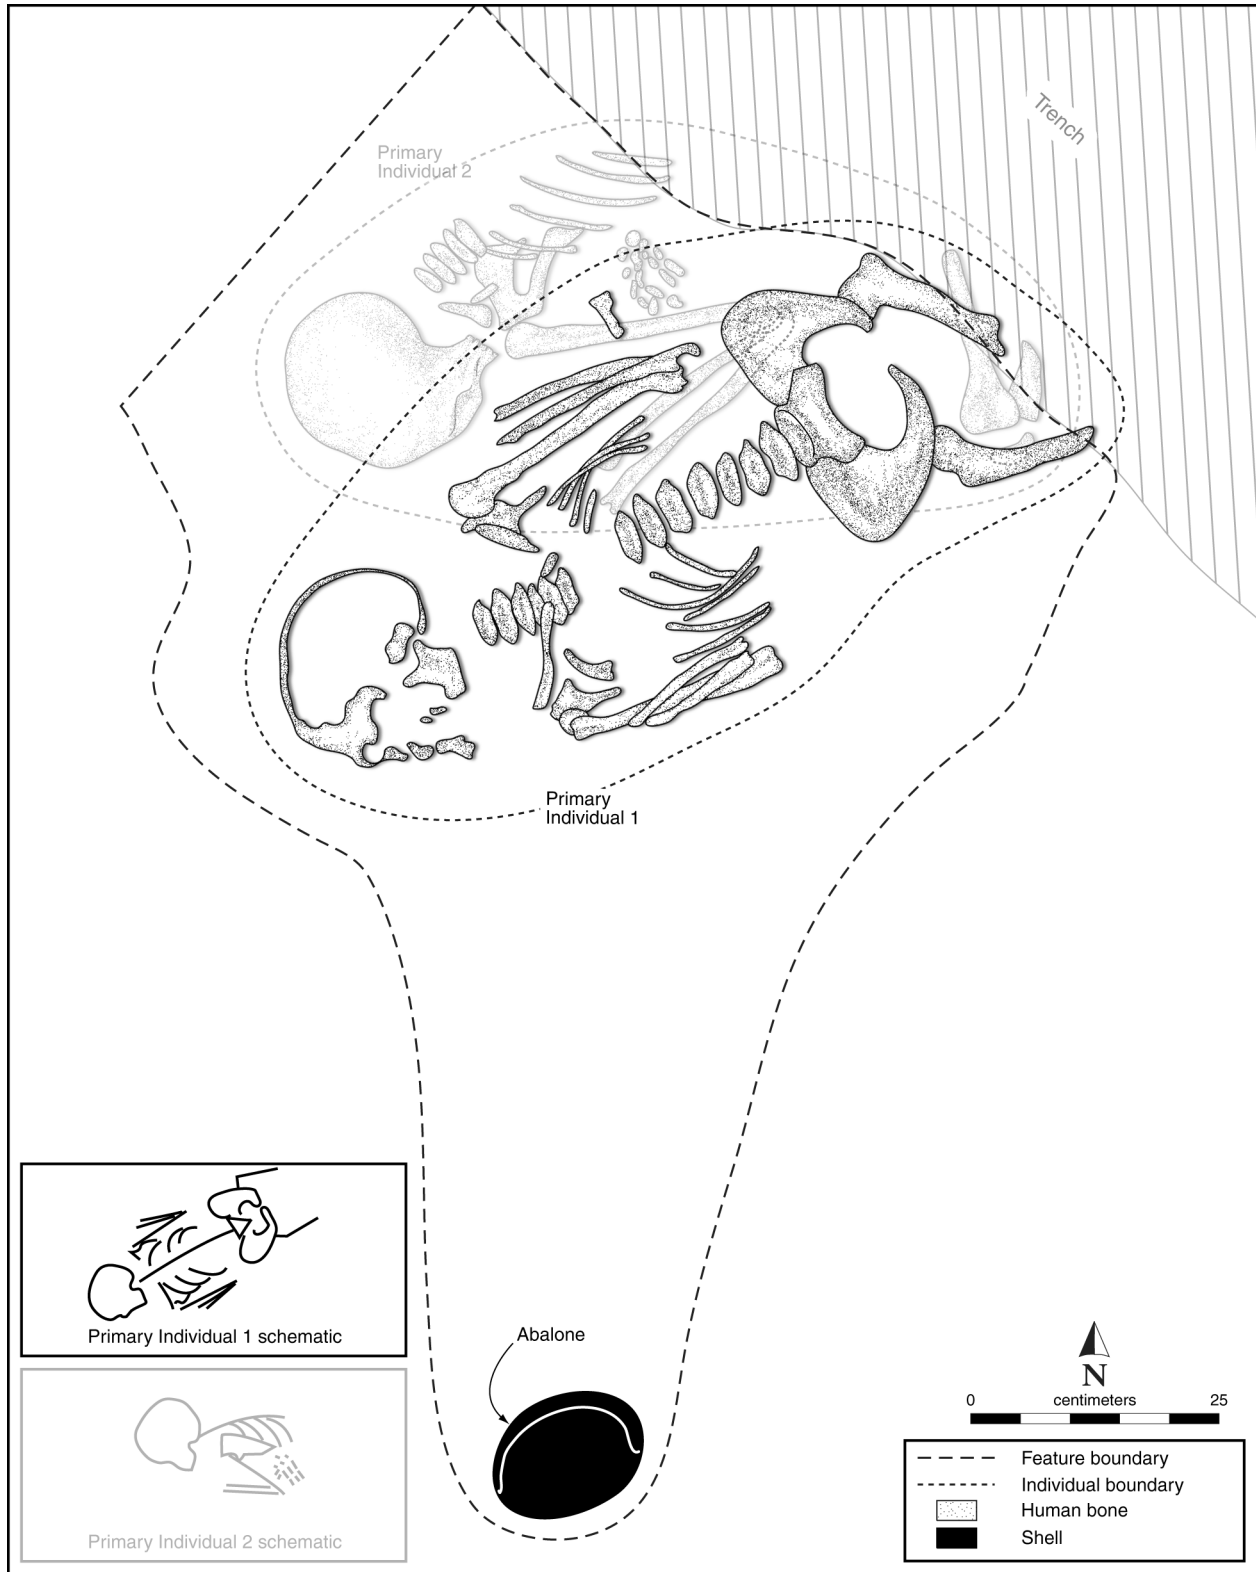 Trench
Primary
Individual 2
Primary
Individual 1
Primary Individual 1 schematic
Primary Individual 2 schematic
Abalone
N
0 centimeters 25
Feature boundary
Individual boundary
Human bone
Shell